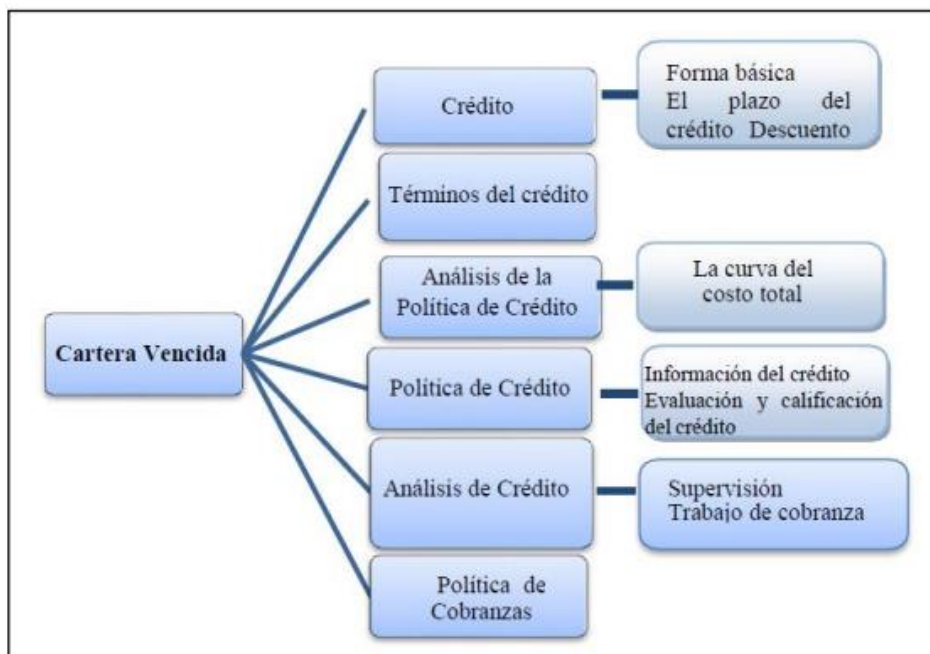 Cartera Vencida
Crédito
Forma básica
El plazo del
crédito Descuento
Términos del crédito
Análisis de la
Política de Crédito
La curva del
costo total
Política de Crédito
Información del crédito
Evaluación y calificación
del crédito
Análisis de Crédito
Supervisión
Trabajo de cobranza
Política de
Cobranzas